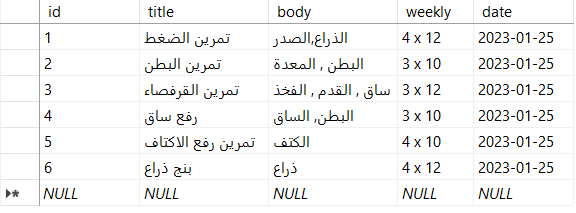 id title body weekly date
1 تمرين الضغط الذراع,الصدر 4 x 12 2023-01-25
2 تمرين البطن البطن , المعدة 3 x 10 2023-01-25
3 تمرين القرفصاء ساق , القدم , الفخذ 3 x 12 2023-01-25
4 رفع ساق البطن, الساق 3 x 10 2023-01-25
5 تمرين رفع الاكتاف الكتف 4 x 10 2023-01-25
6 بنج ذراع ذراع 4 x 12 2023-01-25
NULL NULL NULL NULL NULL